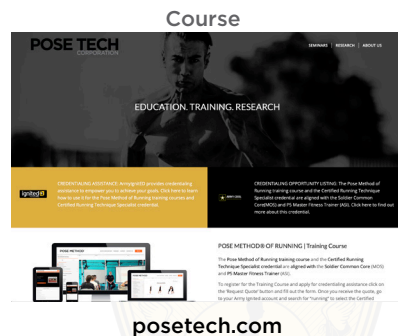 Course
POSE TECH
CORPORATION
SEMINARS | RESEARCH | ABOUT US
EDUCATION. TRAINING. RESEARCH
CREDENTIALING ASSISTANCE: ArmyIgnitED provides credentialing
assistance to empower you to achieve your goals. Click here to learn
how to use it for the Pose Method of Running training courses and
Certified Running Technique Specialist credential.
CREDENTIALING OPPORTUNITY LISTING: The Pose Method of
Running training course and the Certified Running Technique
Specialist credential are aligned with the Soldier Common
Core(MOS) and P5 Master Fitness Trainer (ASI). Click here to find our
more about this credential.
POSE METHOD® OF RUNNING | Training Course
The Pose Method of Running training course and the Certified Running
Technique Specialist credential are aligned with the Soldier Common Core (MOS)
and P5 Master Fitness Trainer (ASI).
To register for the Training Course and apply for credentialing assistance click on
the Request Quote button and fill out the form. Once you receive the quote, go
to your Army Ignited account and search for "running" to select the Certified
POSE METHOD
posetech.com